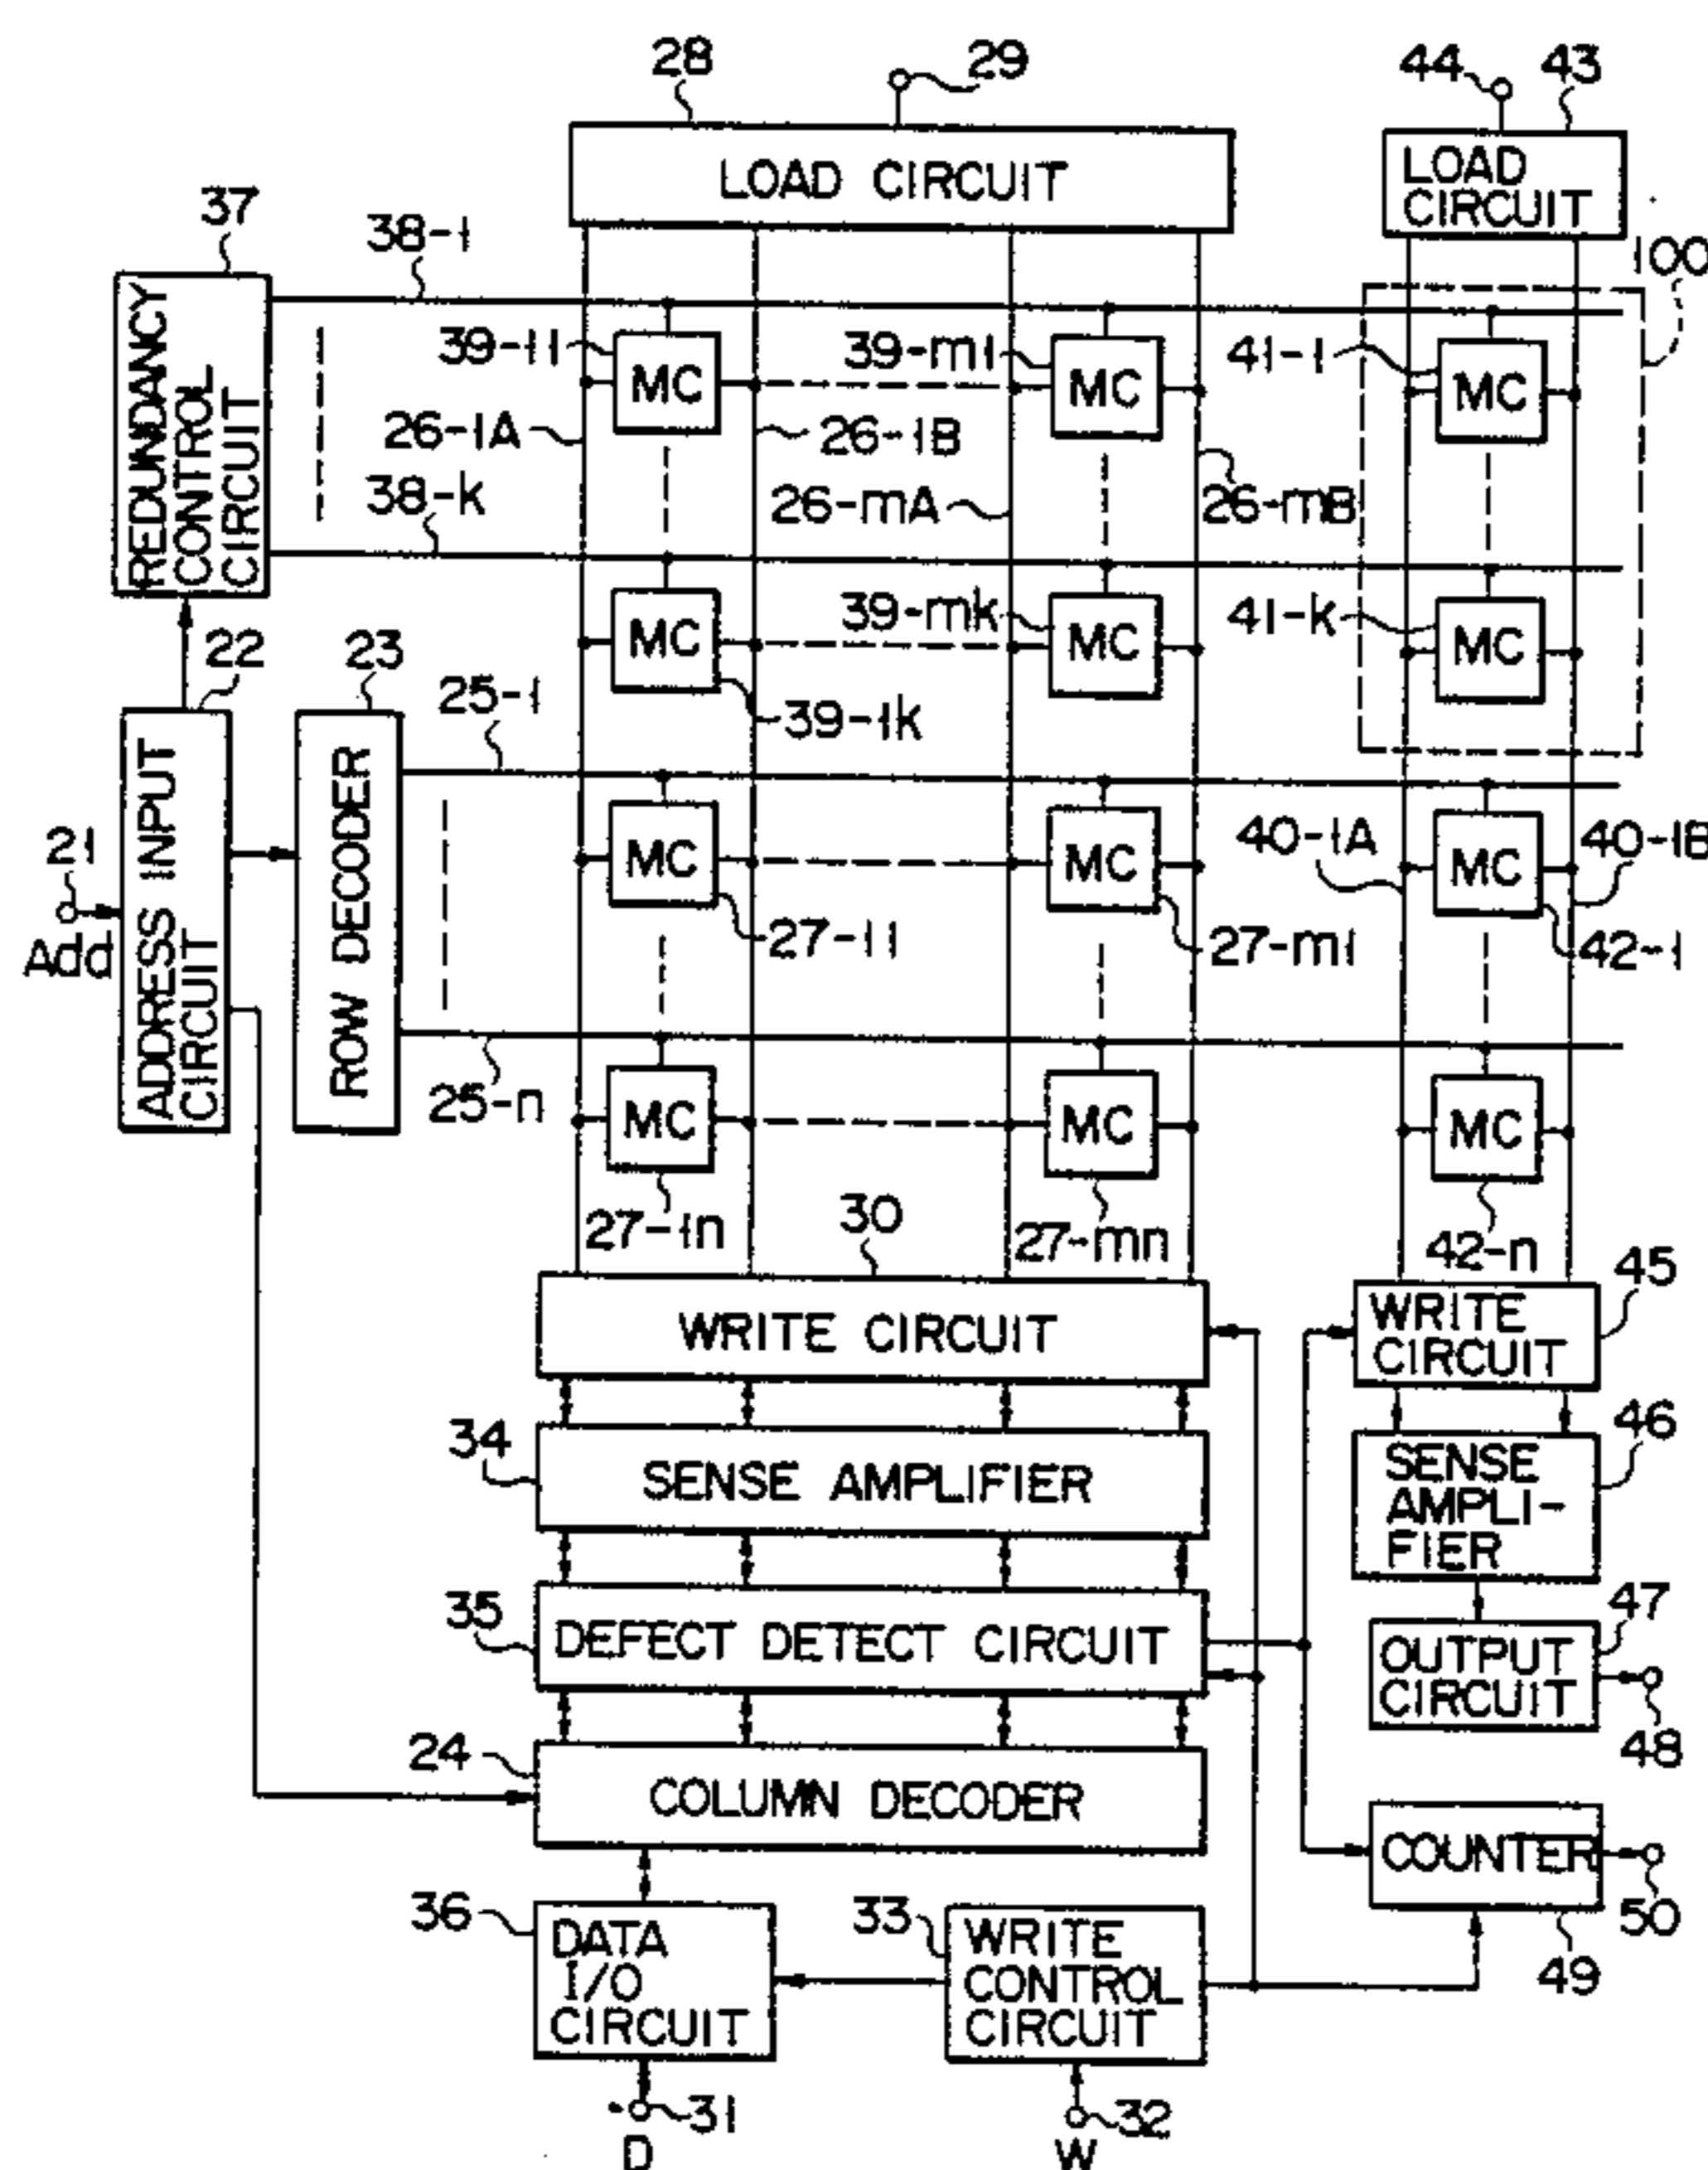 28
29
44
43
LOAD CIRCUIT
LOAD
CIRCUIT
37
38-1
100
REDUNDANCY
CONTROL
CIRCUIT
39-11
MC
39-m1
MC
41-1
MC
26-1A
26-1B
26-mA
26-mB
38-k
MC
39-mk
MC
41-k
MC
22
23
25-1
39-1k
ADDRESS INPUT
CIRCUIT
ROW DECODER
21
Add
MC
MC
40-1A
MC
40-1B
27-11
27-m1
42-1
25-n
MC
MC
MC
27-1n
30
27-mn
42-n
45
WRITE CIRCUIT
WRITE
CIRCUIT
34
SENSE AMPLIFIER
46
SENSE
AMPLI-
FIER
35
DEFECT DETECT CIRCUIT
47
OUTPUT
CIRCUIT
48
24
COLUMN DECODER
COUNTER
50
49
36
DATA
I/O
CIRCUIT
33
WRITE
CONTROL
CIRCUIT
31
D
32
W